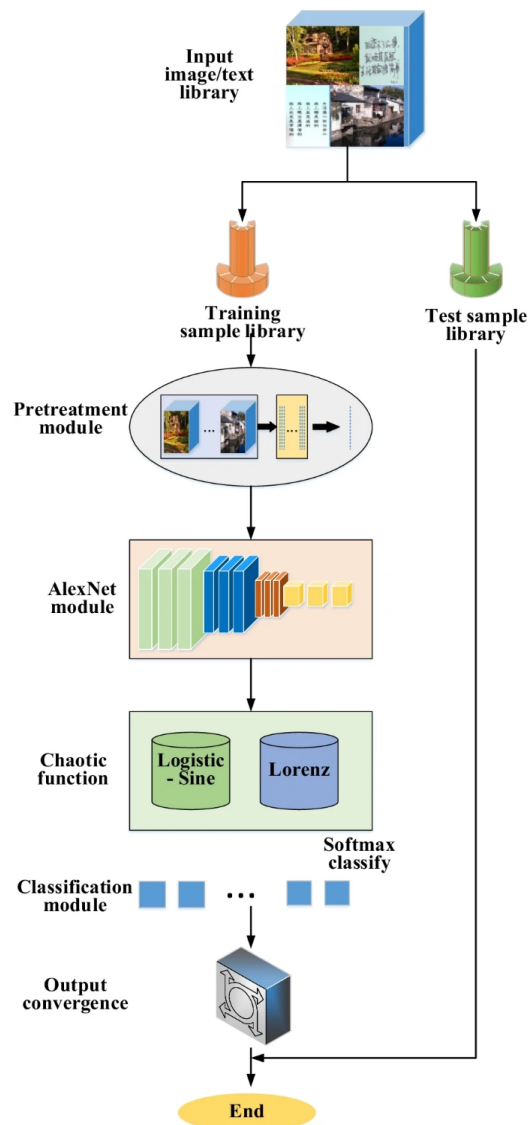 Input
image/text
library
Training
sample library
Test sample
library
Pretreatment
module
...
...
AlexNet
module
Chaotic
function
Logistic
- Sine
Lorenz
Softmax
classify
Classification
module
...
Output
convergence
End